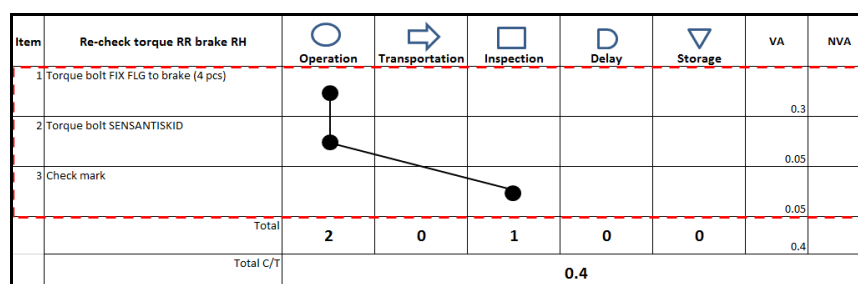 Item Re-check torque RR brake RH Operation Transportation Inspection Delay Storage VA NVA
1 Torque bolt FIX FLG to brake (4 pcs) 0.3
2 Torque bolt SENSANTISKID 0.05
3 Check mark 0.05
Total 2 0 1 0 0 0.4
Total C/T 0.4